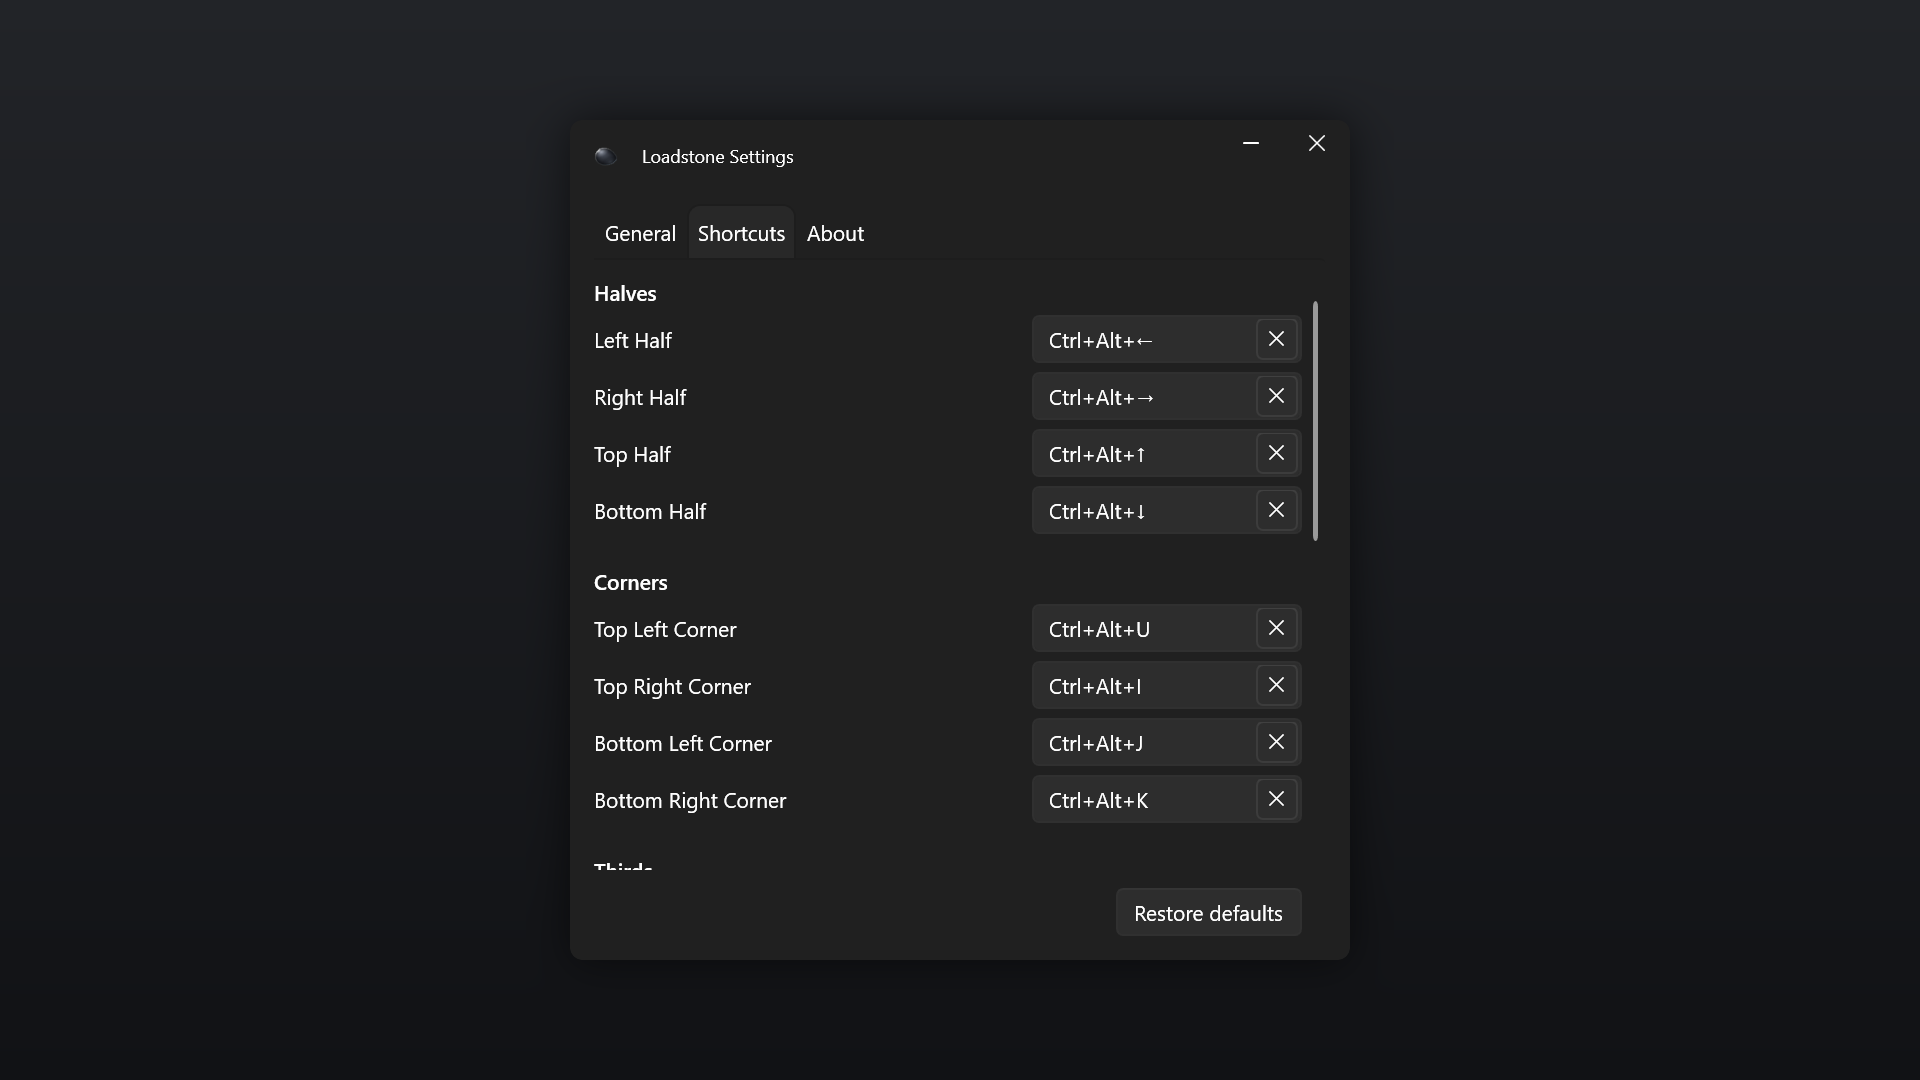 Loadstone Settings
General Shortcuts About
Halves
Left Half Ctrl+Alt+←
Right Half Ctrl+Alt+→
Top Half Ctrl+Alt+↑
Bottom Half Ctrl+Alt+↓
Corners
Top Left Corner Ctrl+Alt+U
Top Right Corner Ctrl+Alt+I
Bottom Left Corner Ctrl+Alt+J
Bottom Right Corner Ctrl+Alt+K
Thirds
Restore defaults